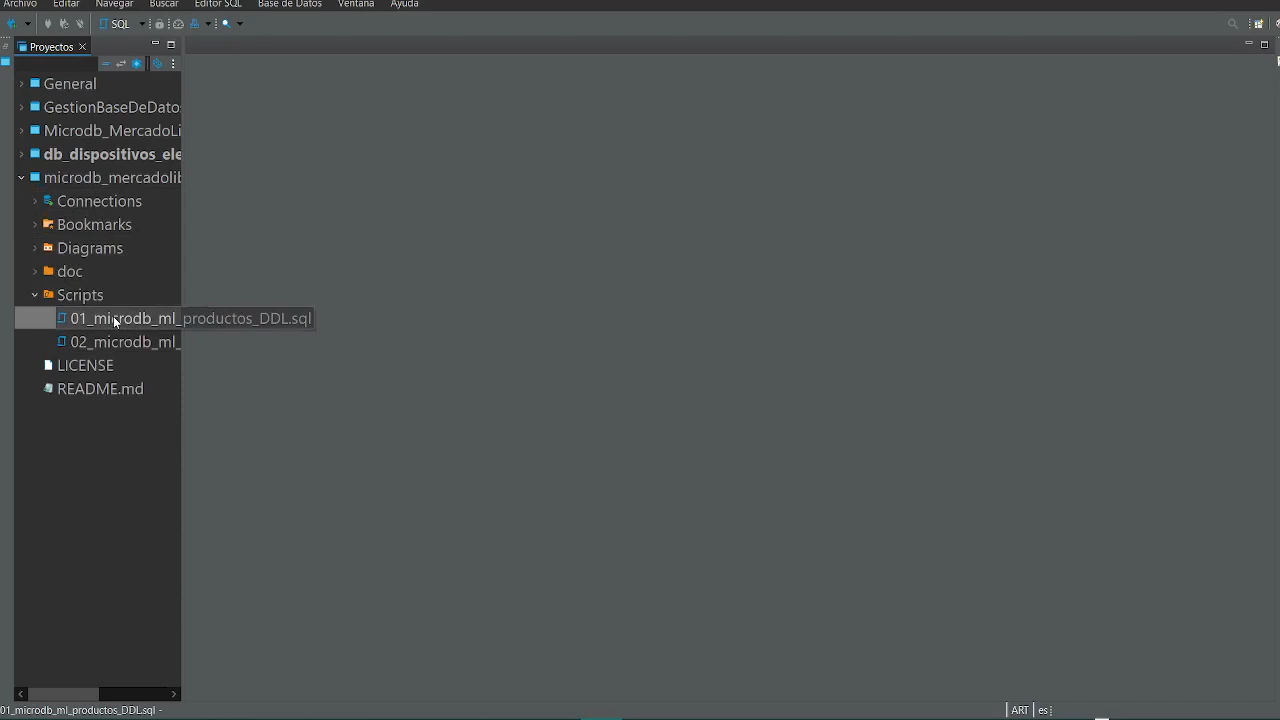 Archivo Editar Navegar Buscar Editor SQL Base de Datos Ventana Ayuda
SQL
Proyectos
General
GestionBaseDeDatos
Microdb_MercadoLi
db_dispositivos_ele
microdb_mercadolib
Connections
Bookmarks
Diagrams
doc
Scripts
01_microdb_ml_productos_DDL.sql
02_microdb_ml_
LICENSE
README.md
01_microdb_ml_productos_DDL.sql -
ART es